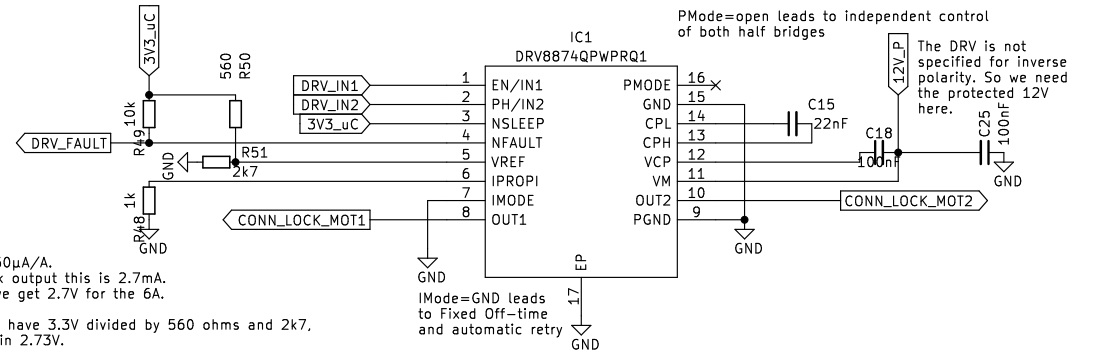 PMode=open leads to independent control
of both half bridges
IC1
DRV8874QPWPRQ1
3V3_uC
560
R50
10k
R49
DRV_IN1
DRV_IN2
3V3_uC
DRV_FAULT
GND
R51
2k7
1k
R48
GND
CONN_LOCK_MOT1
1 EN/IN1
2 PH/IN2
3 NSLEEP
4 NFAULT
5 VREF
6 IPROPI
7 IMODE
8 OUT1
PMODE 16
GND 15
CPL 14
CPH 13
VCP 12
VM 11
OUT2 10
PGND 9
EP
17
GND
GND
GND
C15
22nF
C18
100nF
12V_P
The DRV is not
specified for inverse
polarity. So we need
the protected 12V
here.
C25
100nF
GND
CONN_LOCK_MOT2
IMode=GND leads
to Fixed Off-time
and automatic retry
50µA/A.
output this is 2.7mA.
we get 2.7V for the 6A.
have 3.3V divided by 560 ohms and 2k7,
in 2.73V.